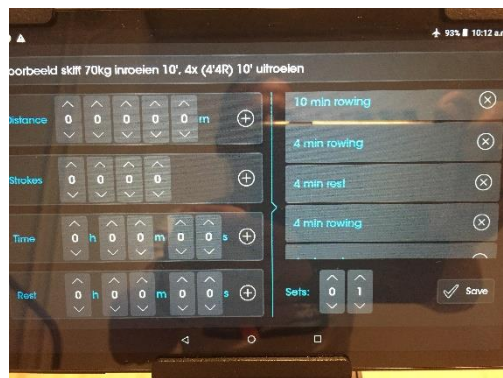 93% 10:12 a.m
oorbeeld skiff 70kg inroeien 10', 4x (4'4R) 10' uitroeien
Distance 0 0 0 0 0 m
Strokes 0 0 0 0
Time 0 h 0 0 m 0 0 s
Rest 0 h 0 0 m 0 0 s
10 min rowing
4 min rowing
4 min rest
4 min rowing
Sets: 0 1
Save